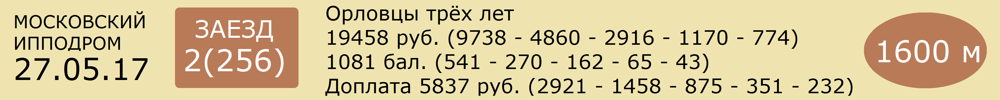 МОСКОВСКИЙ
ИППОДРОМ
27.05.17
ЗАЕЗД
2(256)
Орловцы трёх лет
19458 руб. (9738 - 4860 - 2916 - 1170 - 774)
1081 бал. (541 - 270 - 162 - 65 - 43)
Доплата 5837 руб. (2921 - 1458 - 875 - 351 - 232)
1600 м